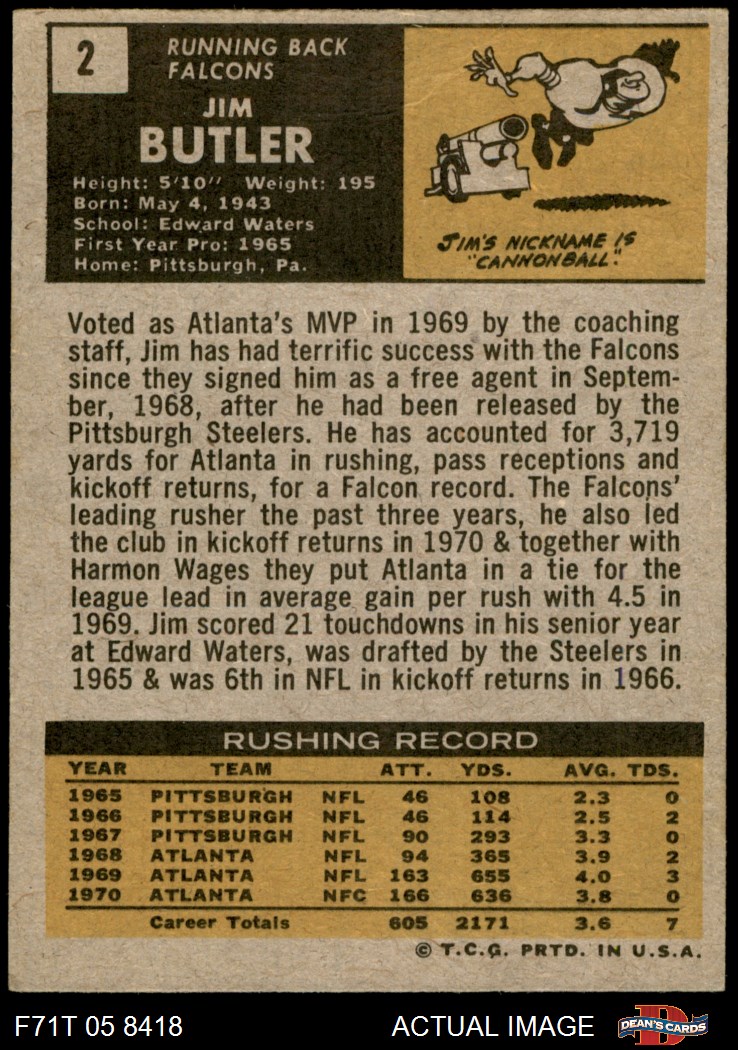 2
RUNNING BACK
FALCONS
JIM
BUTLER
Height: 5'10" Weight: 195
Born: May 4, 1943
School: Edward Waters
First Year Pro: 1965
Home: Pittsburgh, Pa.
JIM'S NICKNAME IS
"CANNONBALL."
Voted as Atlanta's MVP in 1969 by the coaching
staff, Jim has had terrific success with the Falcons
since they signed him as a free agent in Septem-
ber, 1968, after he had been released by the
Pittsburgh Steelers. He has accounted for 3,719
yards for Atlanta in rushing, pass receptions and
kickoff returns, for a Falcon record. The Falcons'
leading rusher the past three years, he also led
the club in kickoff returns in 1970 & together with
Harmon Wages they put Atlanta in a tie for the
league lead in average gain per rush with 4.5 in
1969. Jim scored 21 touchdowns in his senior year
at Edward Waters, was drafted by the Steelers in
1965 & was 6th in NFL in kickoff returns in 1966.
RUSHING RECORD
YEAR TEAM ATT. YDS. AVG. TDS.
1965 PITTSBURGH NFL 46 108 2.3 0
1966 PITTSBURGH NFL 46 114 2.5 2
1967 PITTSBURGH NFL 90 293 3.3 0
1968 ATLANTA NFL 94 365 3.9 2
1969 ATLANTA NFL 163 655 4.0 3
1970 ATLANTA NFC 166 636 3.8 0
Career Totals 605 2171 3.6 7
© T.C.G. PRTD. IN U.S.A.
F71T 05 8418 ACTUAL IMAGE D DEAN'S CARDS